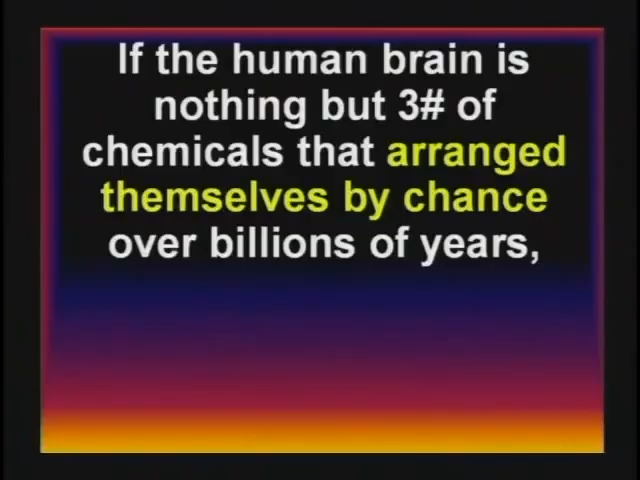 If the human brain is
nothing but 3# of
chemicals that arranged
themselves by chance
over billions of years,